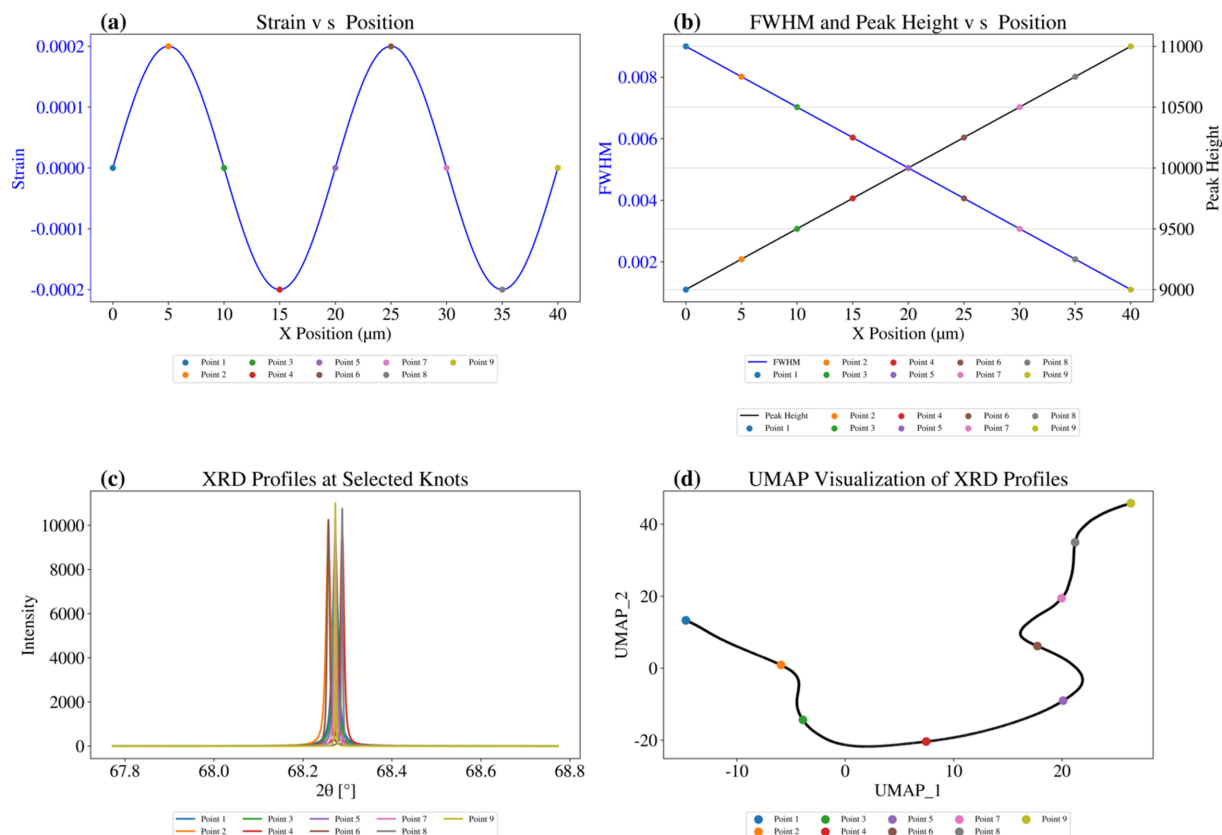 (a) Strain v s Position
0.0002
0.0001
0.0000
-0.0001
-0.0002
Strain
0 5 10 15 20 25 30 35 40
X Position (μm)
Point 1 Point 3 Point 5 Point 7 Point 9
Point 2 Point 4 Point 6 Point 8
(b) FWHM and Peak Height v s Position
0.008
0.006
0.004
0.002
FWHM
11000
10500
10000
9500
9000
Peak Height
0 5 10 15 20 25 30 35 40
X Position (μm)
FWHM Point 2 Point 4 Point 6 Point 8
Point 1 Point 3 Point 5 Point 7 Point 9
Peak Height Point 2 Point 4 Point 6 Point 8
Point 1 Point 3 Point 5 Point 7 Point 9
(c) XRD Profiles at Selected Knots
10000
8000
6000
4000
2000
0
Intensity
67.8 68.0 68.2 68.4 68.6 68.8
2θ [°]
Point 1 Point 3 Point 5 Point 7 Point 9
Point 2 Point 4 Point 6 Point 8
(d) UMAP Visualization of XRD Profiles
40
20
0
-20
UMAP_2
-10 0 10 20
UMAP_1
Point 1 Point 3 Point 5 Point 7 Point 9
Point 2 Point 4 Point 6 Point 8